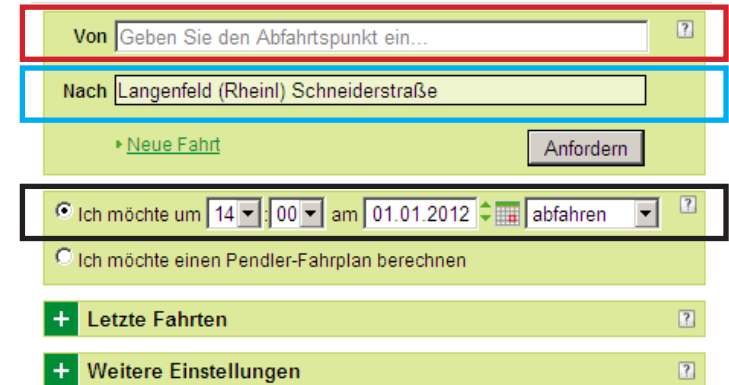 Von Geben Sie den Abfahrtspunkt ein... ?
Nach Langenfeld (Rheinl) Schneiderstraße
Neue Fahrt Anfordern
Ich möchte um 14 : 00 am 01.01.2012 abfahren ?
Ich möchte einen Pendler-Fahrplan berechnen
+ Letzte Fahrten ?
+ Weitere Einstellungen ?